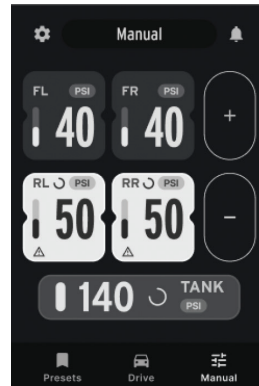 Manual
FL PSI FR PSI
40 40
+
RL PSI RR PSI
50 50
−
140 TANK
PSI
Presets Drive Manual